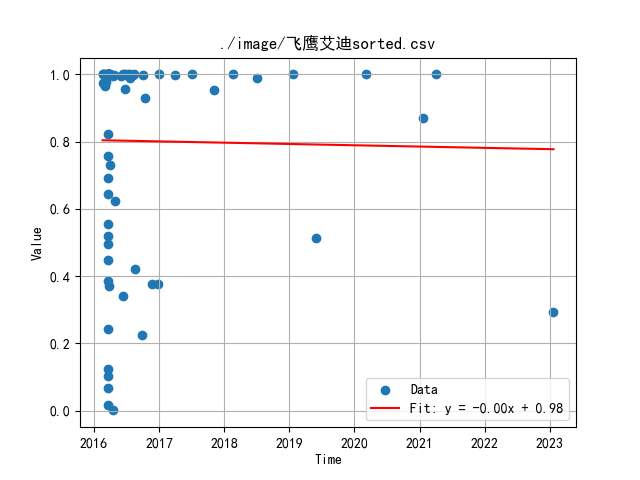 ./image/飞鹰艾迪sorted.csv
1.0
0.8
0.6
0.4
0.2
0.0
Value
2016 2017 2018 2019 2020 2021 2022 2023
Time
Data
Fit: y = -0.00x + 0.98